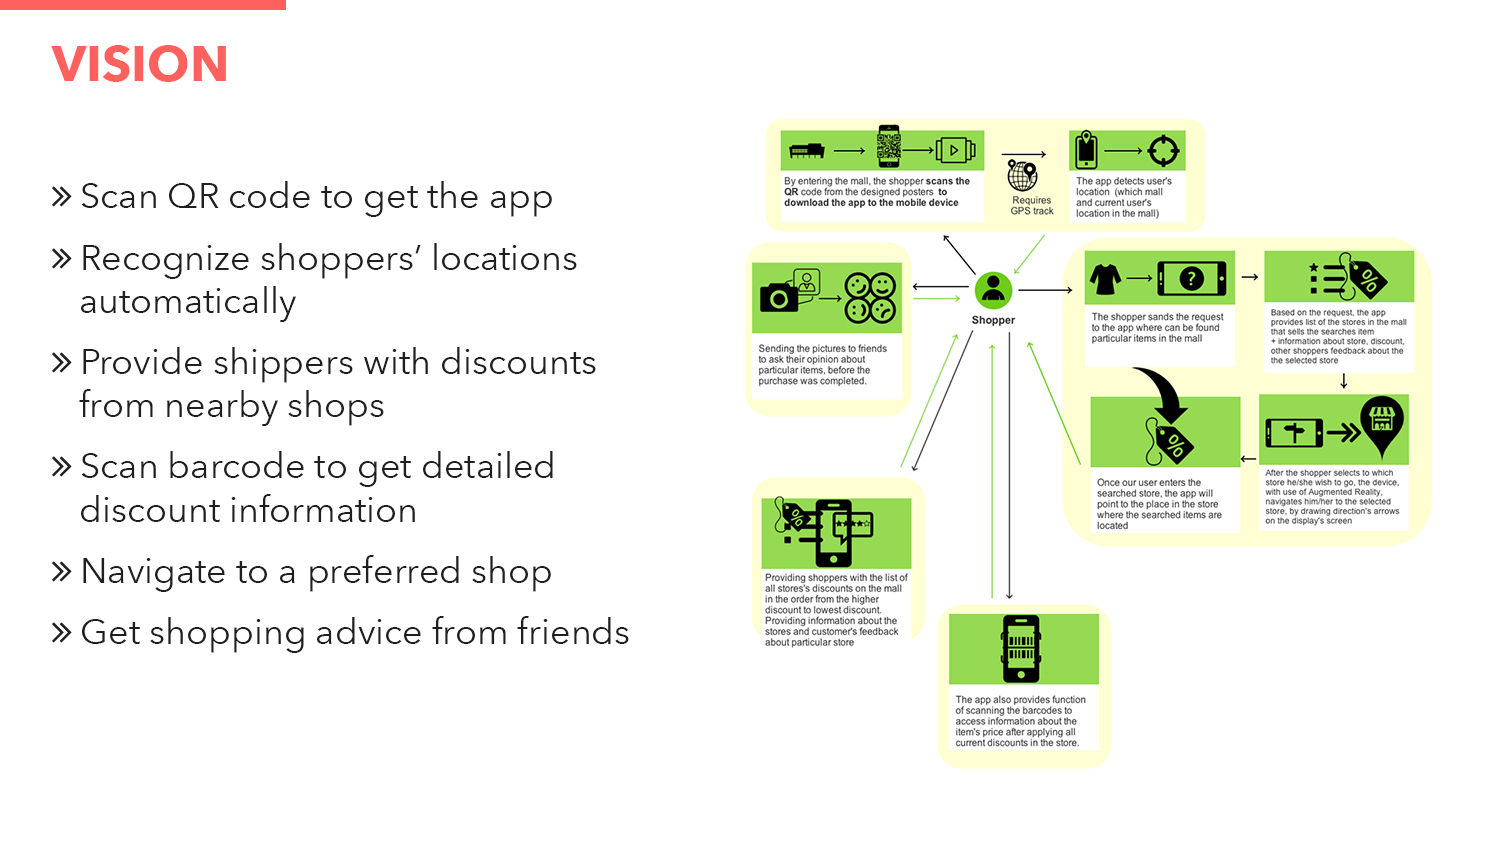 VISION
» Scan QR code to get the app
» Recognize shoppers’ locations
automatically
» Provide shippers with discounts
from nearby shops
» Scan barcode to get detailed
discount information
» Navigate to a preferred shop
» Get shopping advice from friends
By entering the mall, the shopper scans the
QR code from the designed posters to
download the app to the mobile device
Requires
GPS track
The app detects user's
location (which mall
and current user's
location in the mall)
Sending the pictures to friends
to ask their opinion about
particular items, before the
purchase was completed.
Shopper
?
The shopper sands the request
to the app where can be found
particular items in the mall
%
Based on the request, the app
provides list of the stores in the mall
that sells the searches item
+ information about store, discount,
other shoppers feedback about the
the selected store
%
Once our user enters the
searched store, the app will
point to the place in the store
where the searched items are
located
After the shopper selects to which
store he/she wish to go, the device,
with use of Augmented Reality,
navigates him/her to the selected
store, by drawing direction's arrows
on the display's screen
%
Providing shoppers with the list of
all stores's discounts on the mall
in the order from the higher
discount to lowest discount.
Providing information about the
stores and customer's feedback
about particular store
The app also provides function
of scanning the barcodes to
access information about the
item's price after applying all
current discounts in the store.